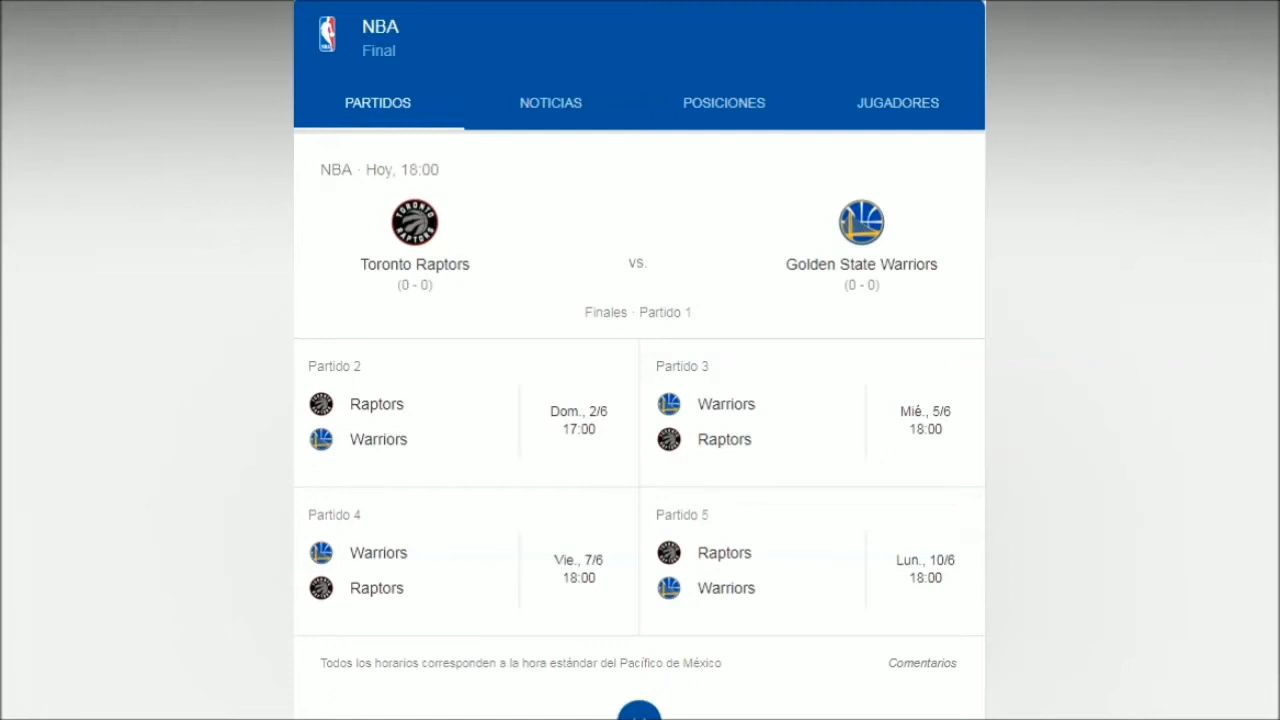 NBA
Final
PARTIDOS NOTICIAS POSICIONES JUGADORES
NBA · Hoy, 18:00
TORONTO RAPTORS
Toronto Raptors
(0 - 0)
vs.
Golden State Warriors
(0 - 0)
Finales · Partido 1
Partido 2
Raptors
Warriors
Dom., 2/6
17:00
Partido 3
Warriors
Raptors
Mié., 5/6
18:00
Partido 4
Warriors
Raptors
Vie., 7/6
18:00
Partido 5
Raptors
Warriors
Lun., 10/6
18:00
Todos los horarios corresponden a la hora estándar del Pacífico de México
Comentarios